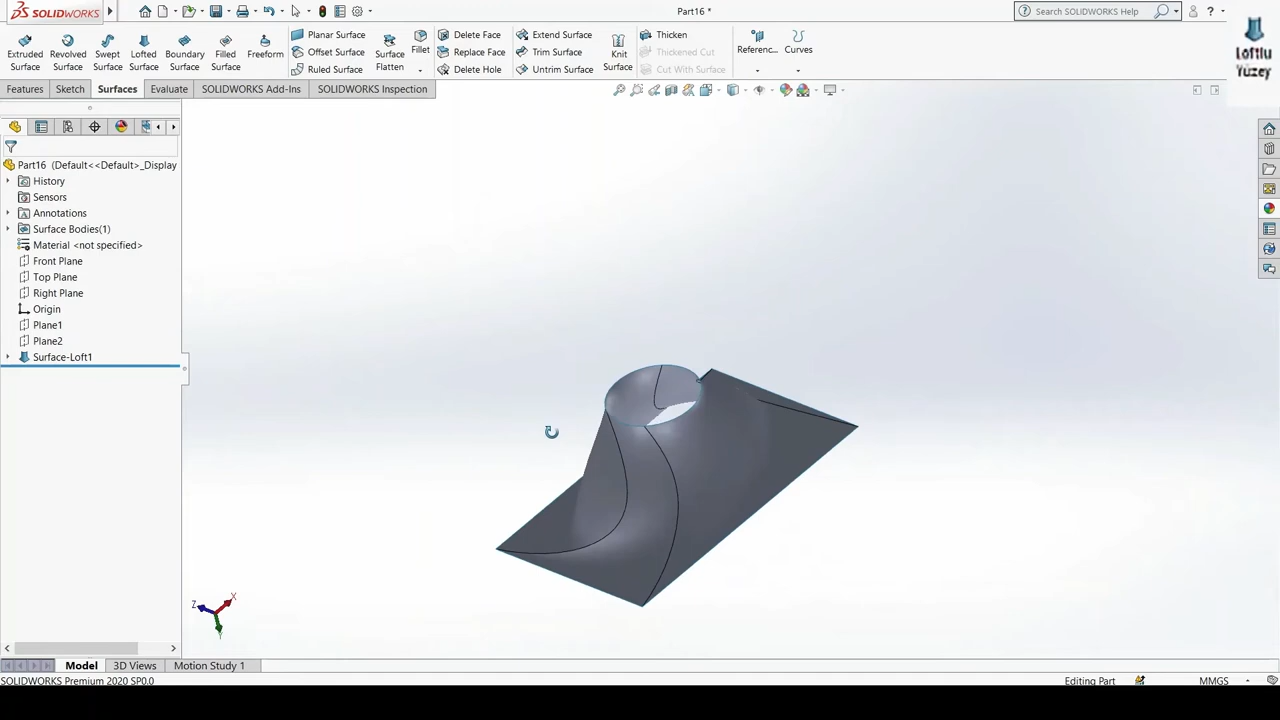 SOLIDWORKS
Part16 *
Search SOLIDWORKS Help
?
Extruded Surface
Revolved Surface
Swept Surface
Lofted Surface
Boundary Surface
Filled Surface
Freeform
Planar Surface
Offset Surface
Ruled Surface
Surface Flatten
Fillet
Delete Face
Replace Face
Delete Hole
Extend Surface
Trim Surface
Untrim Surface
Knit Surface
Thicken
Thickened Cut
Cut With Surface
Referenc...
Curves
Loftlu
Yüzey
Features
Sketch
Surfaces
Evaluate
SOLIDWORKS Add-Ins
SOLIDWORKS Inspection
Part16 (Default<<Default>_Display
History
Sensors
Annotations
Surface Bodies(1)
Material <not specified>
Front Plane
Top Plane
Right Plane
Origin
Plane1
Plane2
Surface-Loft1
Z
X
Y
Model
3D Views
Motion Study 1
SOLIDWORKS Premium 2020 SP0.0
Editing Part
MMGS